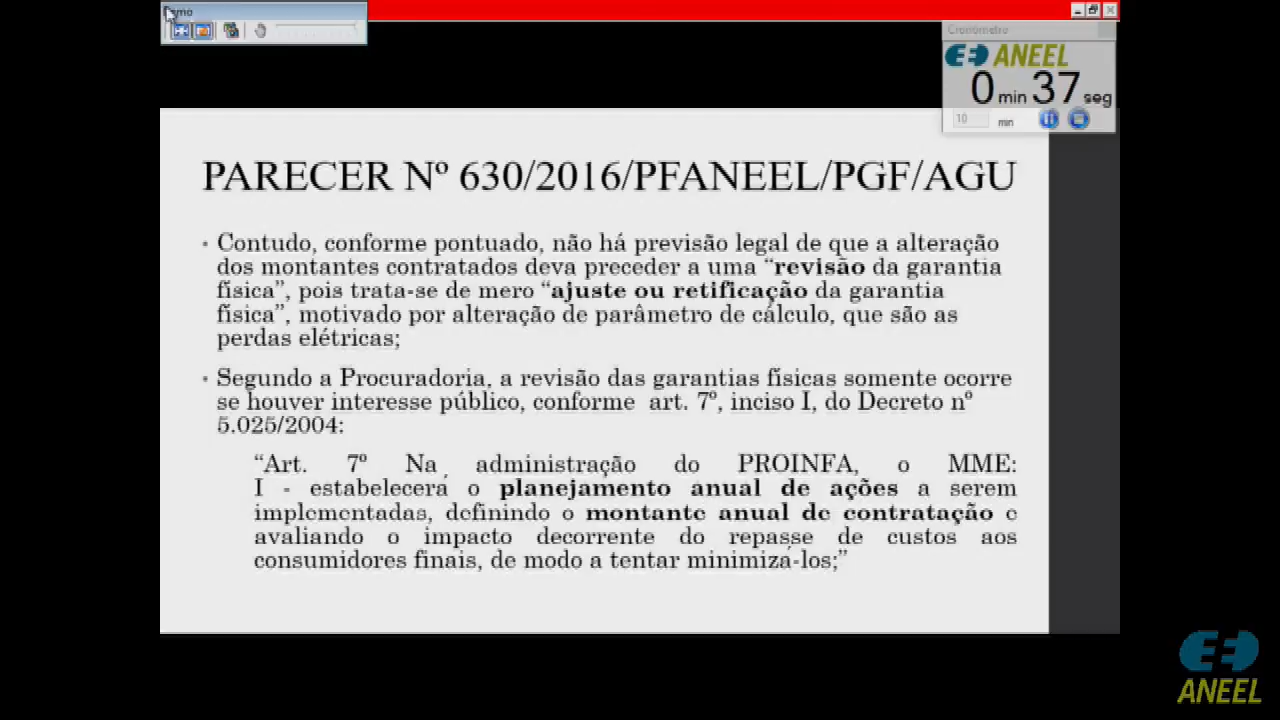 Cronômetro
ANEEL
0 min 37 seg
10 min
PARECER Nº 630/2016/PFANEEL/PGF/AGU
• Contudo, conforme pontuado, não há previsão legal de que a alteração
dos montantes contratados deva preceder a uma “revisão da garantia
física”, pois trata-se de mero “ajuste ou retificação da garantia
física”, motivado por alteração de parâmetro de cálculo, que são as
perdas elétricas;
• Segundo a Procuradoria, a revisão das garantias físicas somente ocorre
se houver interesse público, conforme art. 7º, inciso I, do Decreto nº
5.025/2004:
“Art. 7º Na administração do PROINFA, o MME:
I - estabelecerá o planejamento anual de ações a serem
implementadas, definindo o montante anual de contratação e
avaliando o impacto decorrente do repasse de custos aos
consumidores finais, de modo a tentar minimizá-los;”
ANEEL